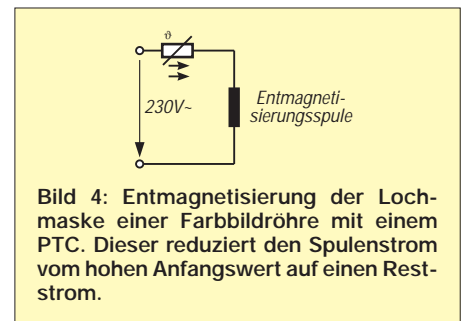 ϑ
230V~
Entmagneti-
sierungsspule
Bild 4: Entmagnetisierung der Loch-
maske einer Farbbildröhre mit einem
PTC. Dieser reduziert den Spulenstrom
vom hohen Anfangswert auf einen Rest-
strom.